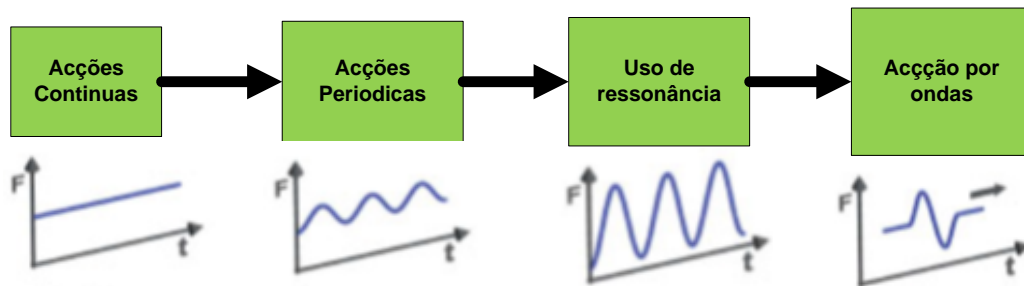 Acções
Continuas
Acções
Periodicas
Uso de
ressonância
Accção por
ondas
F
t
F
t
F
t
F
t